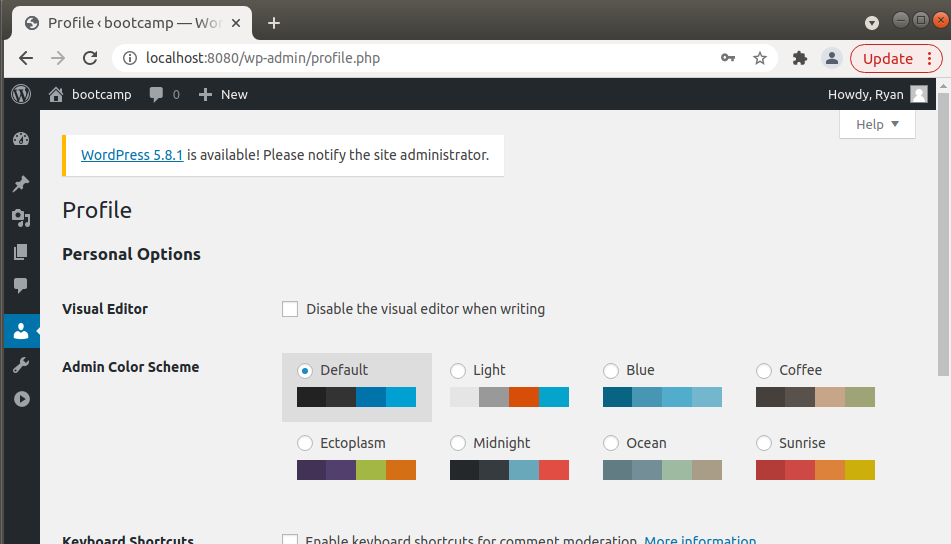 Profile ‹ bootcamp — Wor
localhost:8080/wp-admin/profile.php
Update
bootcamp 0 New Howdy, Ryan
Help
WordPress 5.8.1 is available! Please notify the site administrator.
Profile
Personal Options
Visual Editor Disable the visual editor when writing
Admin Color Scheme Default Light Blue Coffee
Ectoplasm Midnight Ocean Sunrise
Keyboard Shortcuts Enable keyboard shortcuts for comment moderation. More information